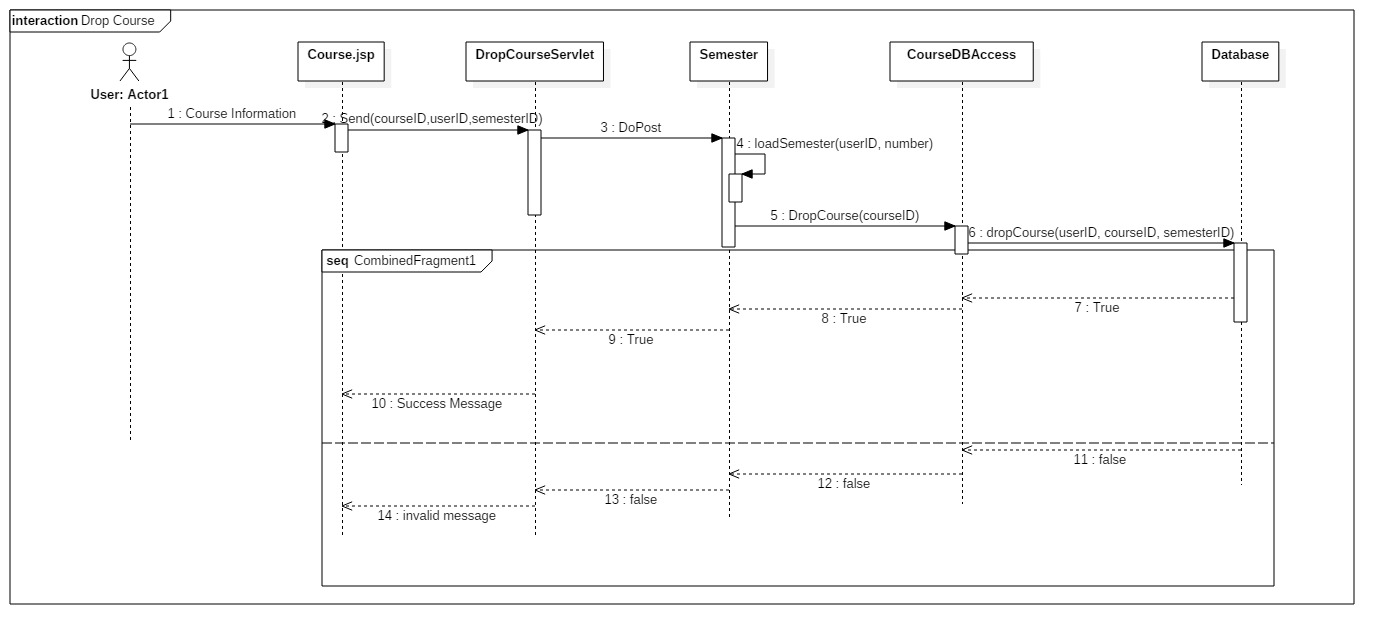 interaction Drop Course
Course.jsp
DropCourseServlet
Semester
CourseDBAccess
Database
User: Actor1
1 : Course Information
2 : Send(courseID,userID,semesterID)
3 : DoPost
4 : loadSemester(userID, number)
5 : DropCourse(courseID)
6 : dropCourse(userID, courseID, semesterID)
seq CombinedFragment1
7 : True
8 : True
9 : True
10 : Success Message
11 : false
12 : false
13 : false
14 : invalid message